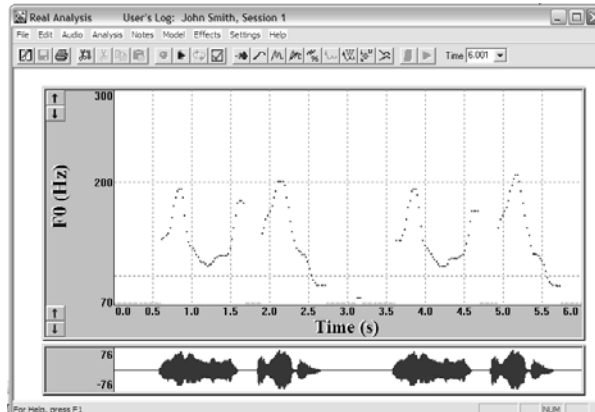 Real Analysis User's Log: John Smith, Session 1
File Edit Audio Analysis Notes Model Effects Settings Help
Time 6.001
300
200
70
F0 (Hz)
0.0 0.5 1.0 1.5 2.0 2.5 3.0 3.5 4.0 4.5 5.0 5.5 6.0
Time (s)
76
-76
For Help, press F1 NUM